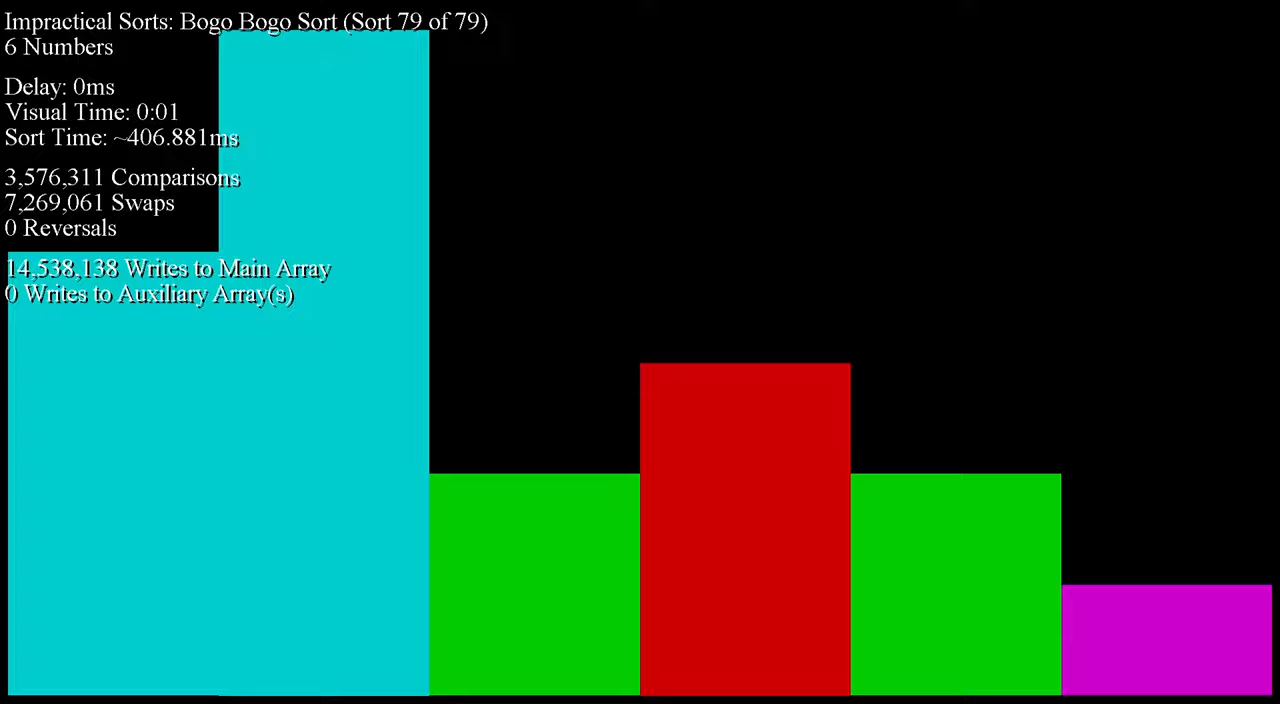 Impractical Sorts: Bogo Bogo Sort (Sort 79 of 79)
6 Numbers
Delay: 0ms
Visual Time: 0:01
Sort Time: ~406.881ms
3,576,311 Comparisons
7,269,061 Swaps
0 Reversals
14,538,138 Writes to Main Array
0 Writes to Auxiliary Array(s)